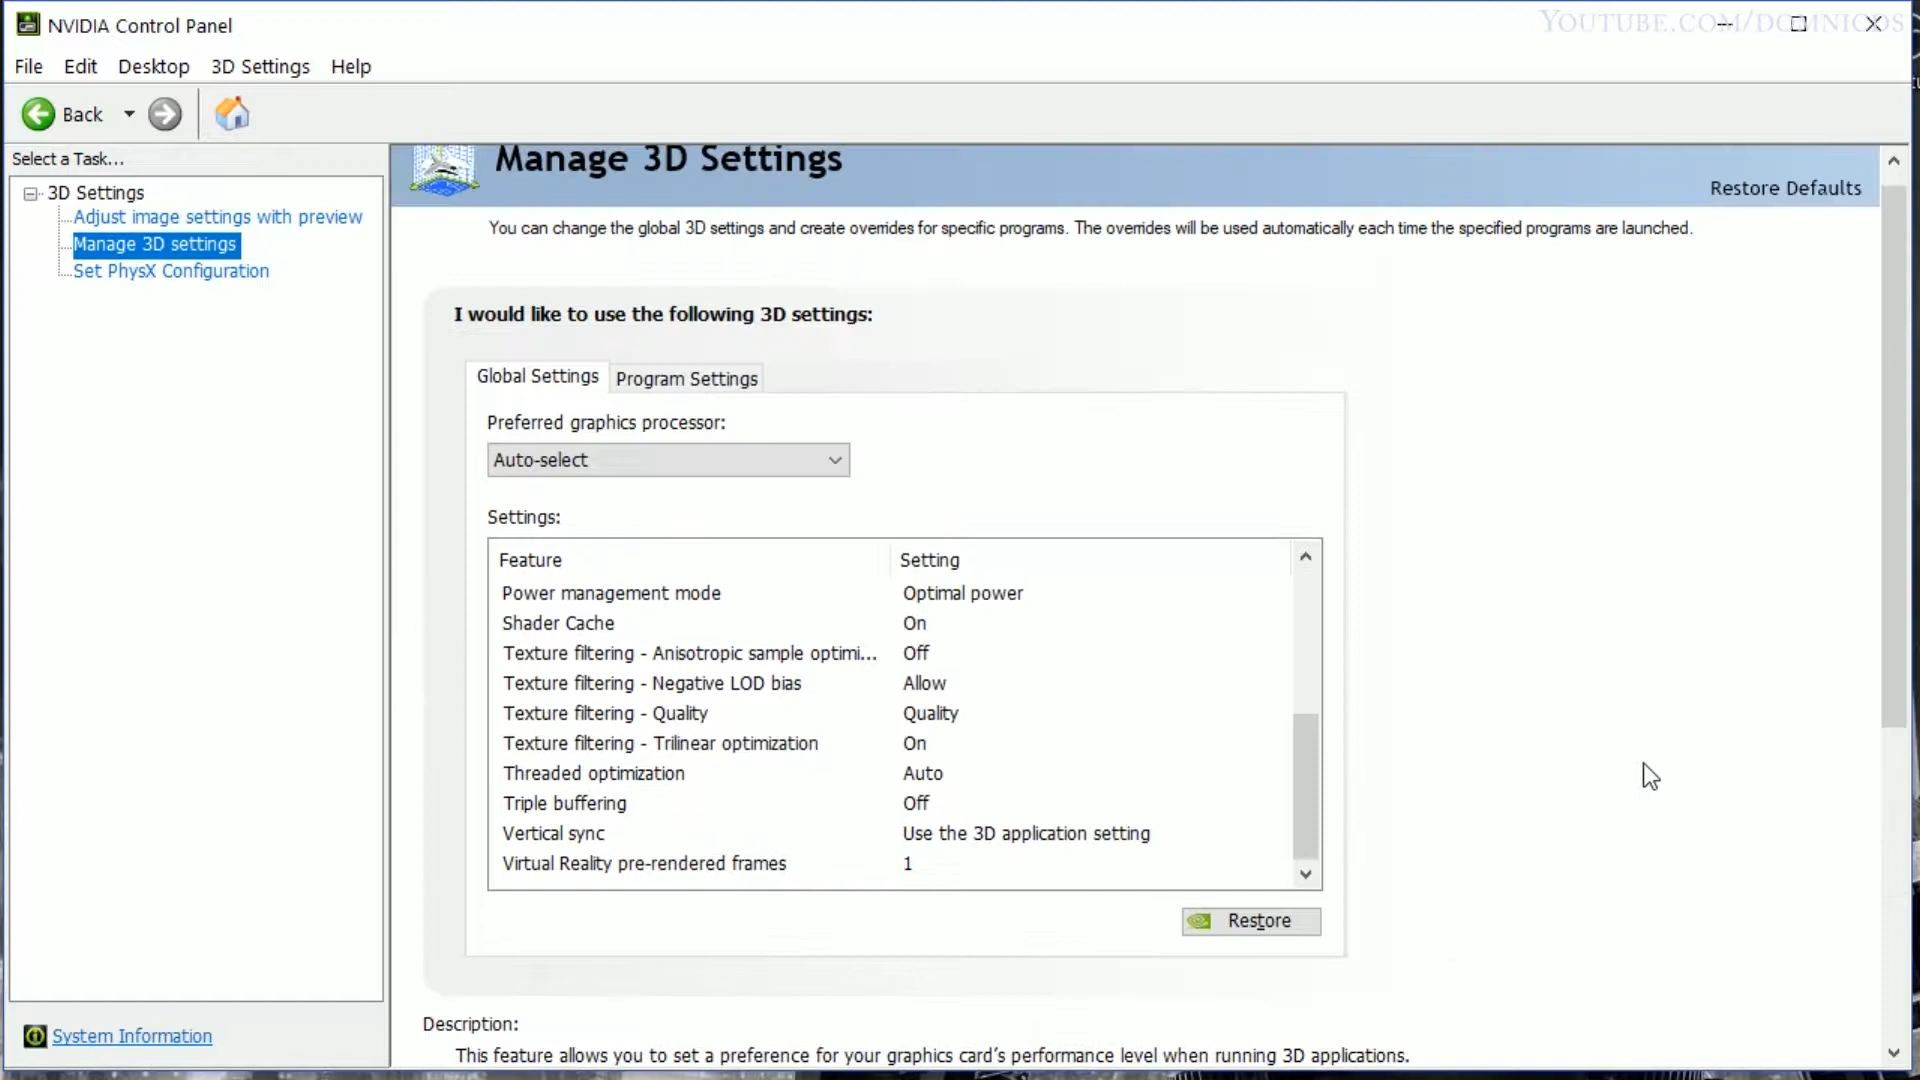 NVIDIA Control Panel
YOUTUBE.COM/DOMNICOS
File Edit Desktop 3D Settings Help
Back
Select a Task...
3D Settings
Adjust image settings with preview
Manage 3D settings
Set PhysX Configuration
System Information
Manage 3D Settings
Restore Defaults
You can change the global 3D settings and create overrides for specific programs. The overrides will be used automatically each time the specified programs are launched.
I would like to use the following 3D settings:
Global Settings Program Settings
Preferred graphics processor:
Auto-select
Settings:
Feature Setting
Power management mode Optimal power
Shader Cache On
Texture filtering - Anisotropic sample optimi... Off
Texture filtering - Negative LOD bias Allow
Texture filtering - Quality Quality
Texture filtering - Trilinear optimization On
Threaded optimization Auto
Triple buffering Off
Vertical sync Use the 3D application setting
Virtual Reality pre-rendered frames 1
Restore
Description:
This feature allows you to set a preference for your graphics card's performance level when running 3D applications.